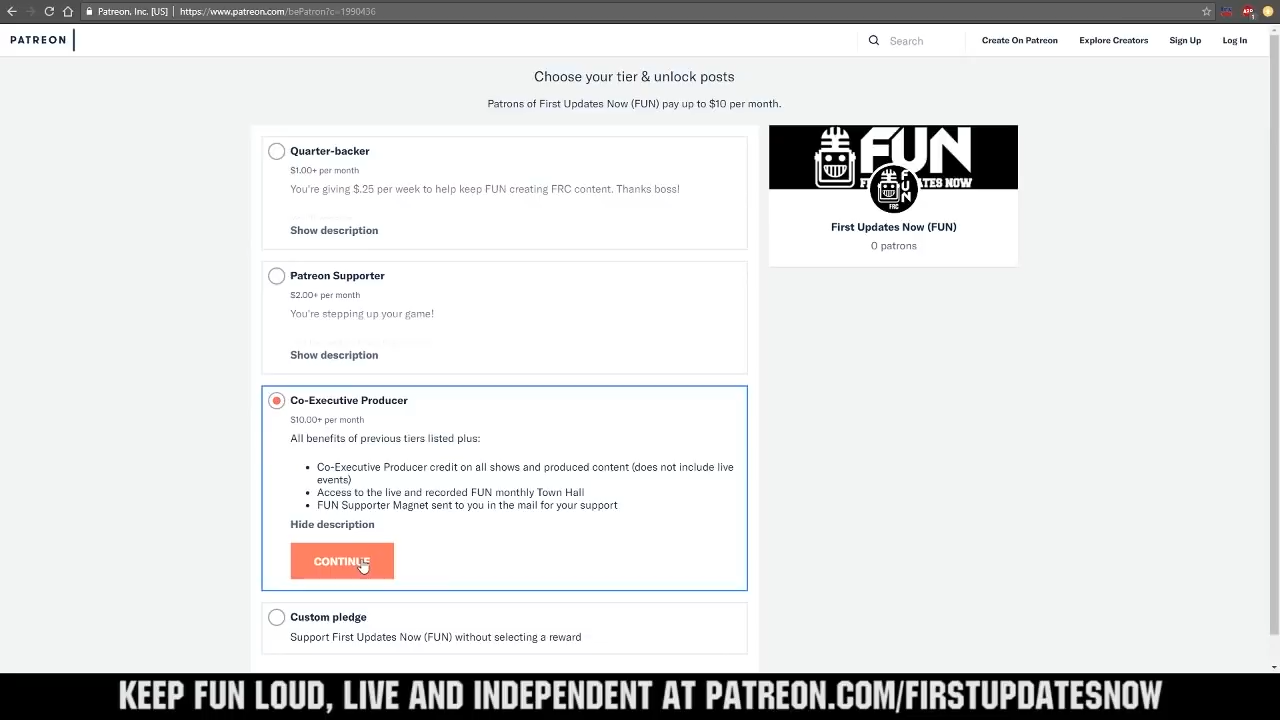 Patreon, Inc. [US] | https://www.patreon.com/bePatron?c=1990436
PATREON
Search
Create On Patreon
Explore Creators
Sign Up
Log In
Choose your tier & unlock posts
Patrons of First Updates Now (FUN) pay up to $10 per month.
Quarter-backer
$1.00+ per month
You're giving $.25 per week to help keep FUN creating FRC content. Thanks boss!
Show description
Patreon Supporter
$2.00+ per month
You're stepping up your game!
Show description
Co-Executive Producer
$10.00+ per month
All benefits of previous tiers listed plus:
• Co-Executive Producer credit on all shows and produced content (does not include live
events)
• Access to the live and recorded FUN monthly Town Hall
• FUN Supporter Magnet sent to you in the mail for your support
Hide description
CONTINUE
Custom pledge
Support First Updates Now (FUN) without selecting a reward
FUN
TES NOW
FUN
FRC
First Updates Now (FUN)
0 patrons
KEEP FUN LOUD, LIVE AND INDEPENDENT AT PATREON.COM/FIRSTUPDATESNOW